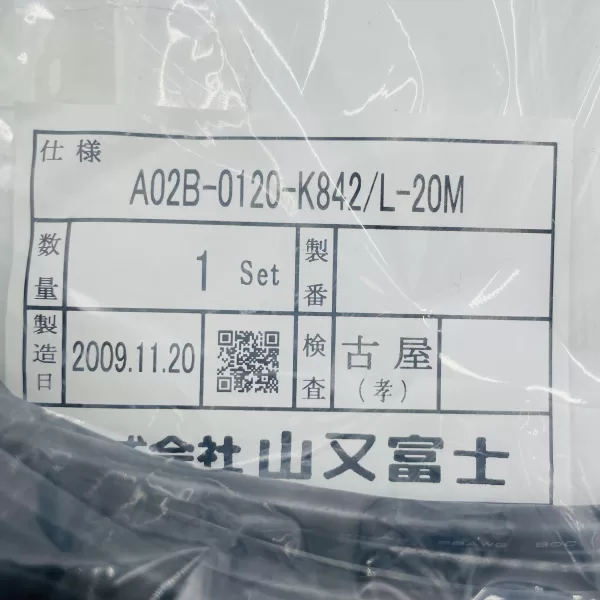 仕様
A02B-0120-K842/L-20M
数量
1 Set
製番
製造日
2009.11.20
検査
古屋
(孝)
式会社 山又富士